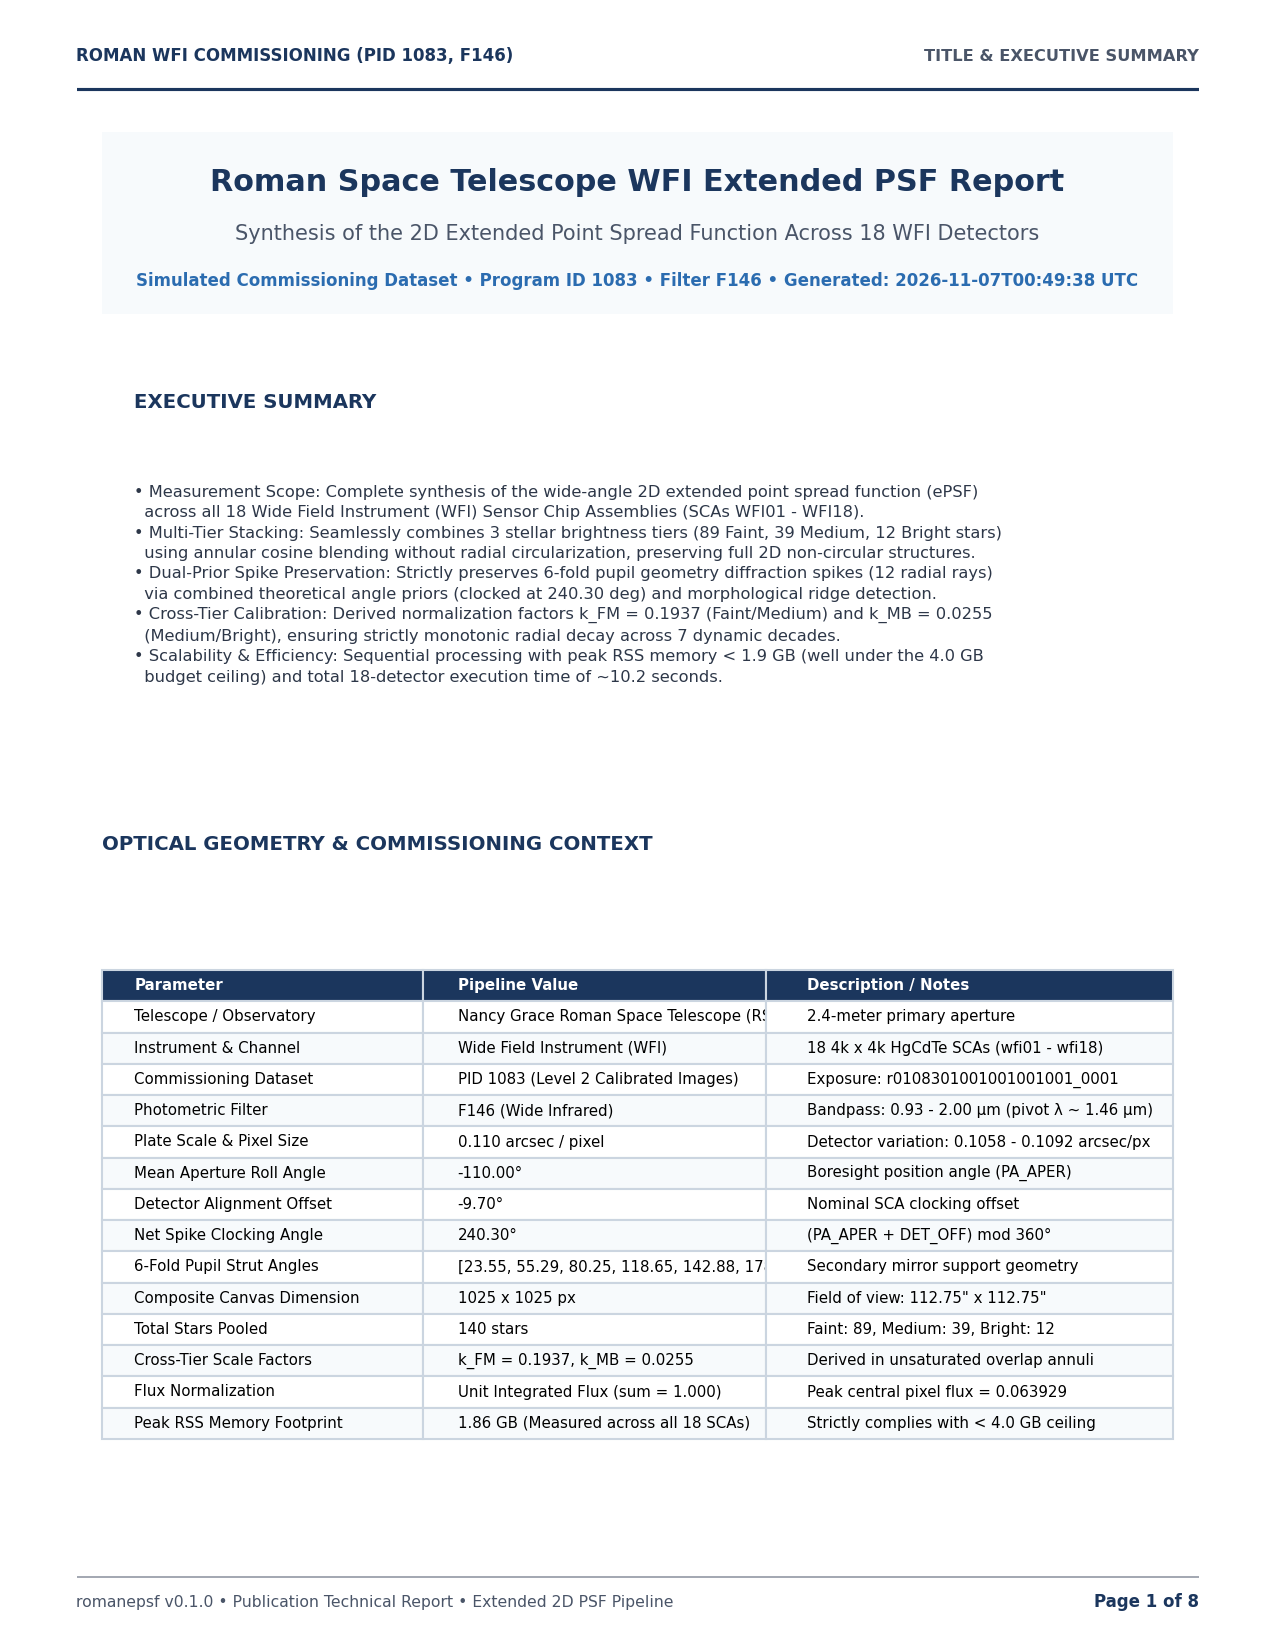 ROMAN WFI COMMISSIONING (PID 1083, F146)
TITLE & EXECUTIVE SUMMARY
Roman Space Telescope WFI Extended PSF Report
Synthesis of the 2D Extended Point Spread Function Across 18 WFI Detectors
Simulated Commissioning Dataset • Program ID 1083 • Filter F146 • Generated: 2026-11-07T00:49:38 UTC
EXECUTIVE SUMMARY
• Measurement Scope: Complete synthesis of the wide-angle 2D extended point spread function (ePSF)
across all 18 Wide Field Instrument (WFI) Sensor Chip Assemblies (SCAs WFI01 - WFI18).
• Multi-Tier Stacking: Seamlessly combines 3 stellar brightness tiers (89 Faint, 39 Medium, 12 Bright stars)
using annular cosine blending without radial circularization, preserving full 2D non-circular structures.
• Dual-Prior Spike Preservation: Strictly preserves 6-fold pupil geometry diffraction spikes (12 radial rays)
via combined theoretical angle priors (clocked at 240.30 deg) and morphological ridge detection.
• Cross-Tier Calibration: Derived normalization factors k_FM = 0.1937 (Faint/Medium) and k_MB = 0.0255
(Medium/Bright), ensuring strictly monotonic radial decay across 7 dynamic decades.
• Scalability & Efficiency: Sequential processing with peak RSS memory < 1.9 GB (well under the 4.0 GB
budget ceiling) and total 18-detector execution time of ~10.2 seconds.
OPTICAL GEOMETRY & COMMISSIONING CONTEXT
Parameter Pipeline Value Description / Notes
Telescope / Observatory Nancy Grace Roman Space Telescope (RS 2.4-meter primary aperture
Instrument & Channel Wide Field Instrument (WFI) 18 4k x 4k HgCdTe SCAs (wfi01 - wfi18)
Commissioning Dataset PID 1083 (Level 2 Calibrated Images) Exposure: r0108301001001001001_0001
Photometric Filter F146 (Wide Infrared) Bandpass: 0.93 - 2.00 μm (pivot λ ~ 1.46 μm)
Plate Scale & Pixel Size 0.110 arcsec / pixel Detector variation: 0.1058 - 0.1092 arcsec/px
Mean Aperture Roll Angle -110.00° Boresight position angle (PA_APER)
Detector Alignment Offset -9.70° Nominal SCA clocking offset
Net Spike Clocking Angle 240.30° (PA_APER + DET_OFF) mod 360°
6-Fold Pupil Strut Angles [23.55, 55.29, 80.25, 118.65, 142.88, 17 Secondary mirror support geometry
Composite Canvas Dimension 1025 x 1025 px Field of view: 112.75" x 112.75"
Total Stars Pooled 140 stars Faint: 89, Medium: 39, Bright: 12
Cross-Tier Scale Factors k_FM = 0.1937, k_MB = 0.0255 Derived in unsaturated overlap annuli
Flux Normalization Unit Integrated Flux (sum = 1.000) Peak central pixel flux = 0.063929
Peak RSS Memory Footprint 1.86 GB (Measured across all 18 SCAs) Strictly complies with < 4.0 GB ceiling
romanepsf v0.1.0 • Publication Technical Report • Extended 2D PSF Pipeline
Page 1 of 8